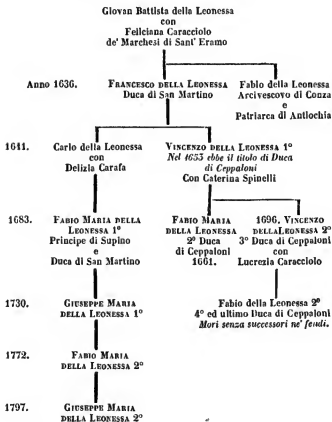 Giovan Battista della Leonessa
con
Feliciana Caracciolo
de' Marchesi di Sant' Eramo
Anno 1636.
FRANCESCO DELLA LEONESSA
Duca di San Martino
Fabio della Leonessa
Arcivescovo di Conza
e
Patriarca di Antiochia
1641.
Carlo della Leonessa
con
Delizia Carafa
VINCENZO DELLA LEONESSA 1°
Nel 1655 ebbe il titolo di Duca
di Ceppaloni
Con Caterina Spinelli
1683.
FABIO MARIA DELLA
LEONESSA 1°
Principe di Supino
e
Duca di San Martino
FABIO MARIA
DELLA LEONESSA
2° Duca
di Ceppaloni
1661.
1696. VINCENZO
DELLA LEONESSA 2°
3° Duca di Ceppaloni
con
Lucrezia Caracciolo
1730.
GIUSEPPE MARIA
DELLA LEONESSA 1°
Fabio della Leonessa 2°
4° ed ultimo Duca di Ceppaloni
Morì senza successori ne' feudi.
1772.
FABIO MARIA
DELLA LEONESSA 2°
1797.
GIUSEPPE MARIA
DELLA LEONESSA 2°